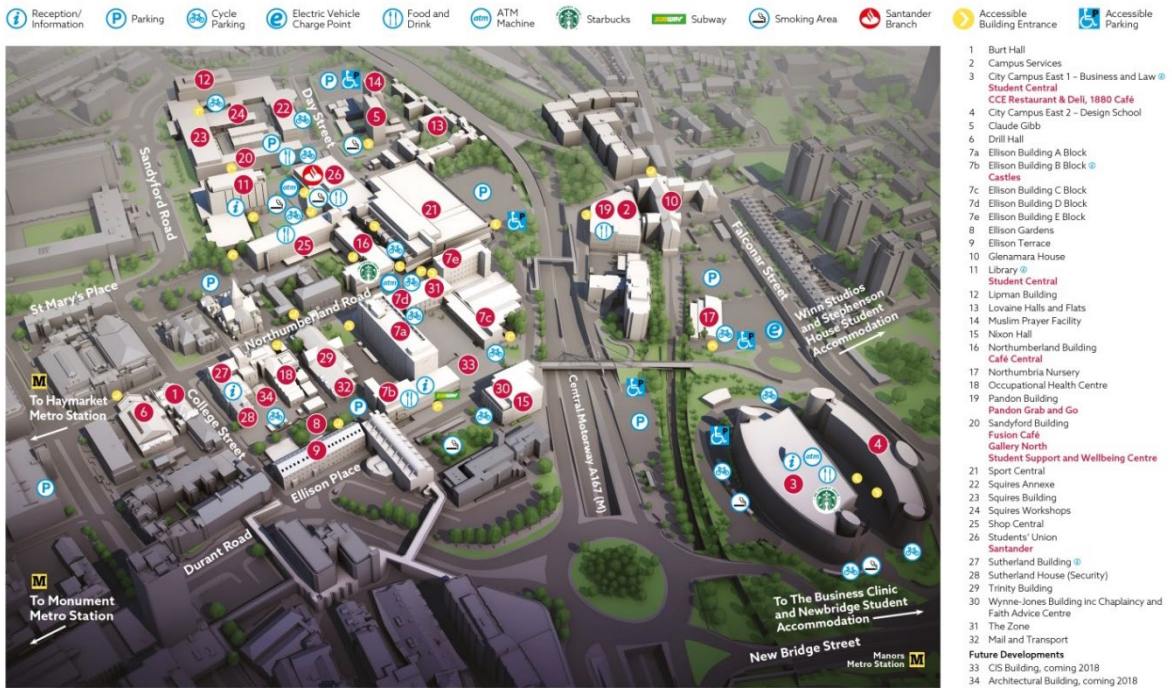 Reception/
Information
Parking
Cycle
Parking
Electric Vehicle
Charge Point
Food and
Drink
atm
ATM
Machine
Starbucks
SUBWAY
Subway
Smoking Area
Santander
Branch
Accessible
Building Entrance
Accessible
Parking
Sandyford Road
Day Street
St Mary's Place
Northumberland Road
To Haymarket
Metro Station
College Street
Ellison Place
Durant Road
To Monument
Metro Station
Central Motorway A167 (M)
Falconar Street
Winn Studios
and Stephenson
House Student
Accommodation
To The Business Clinic
and Newbridge Student
Accommodation
New Bridge Street
Manors
Metro Station
1 Burt Hall
2 Campus Services
3 City Campus East 1 – Business and Law
Student Central
CCE Restaurant & Deli, 1880 Café
4 City Campus East 2 – Design School
5 Claude Gibb
6 Drill Hall
7a Ellison Building A Block
7b Ellison Building B Block
Castles
7c Ellison Building C Block
7d Ellison Building D Block
7e Ellison Building E Block
8 Ellison Gardens
9 Ellison Terrace
10 Glenamara House
11 Library
Student Central
12 Lipman Building
13 Lovaine Halls and Flats
14 Muslim Prayer Facility
15 Nixon Hall
16 Northumberland Building
Café Central
17 Northumbria Nursery
18 Occupational Health Centre
19 Pandon Building
Pandon Grab and Go
20 Sandyford Building
Fusion Café
Gallery North
Student Support and Wellbeing Centre
21 Sport Central
22 Squires Annexe
23 Squires Building
24 Squires Workshops
25 Shop Central
26 Students' Union
Santander
27 Sutherland Building
28 Sutherland House (Security)
29 Trinity Building
30 Wynne-Jones Building inc Chaplaincy and
Faith Advice Centre
31 The Zone
32 Mail and Transport
Future Developments
33 CIS Building, coming 2018
34 Architectural Building, coming 2018